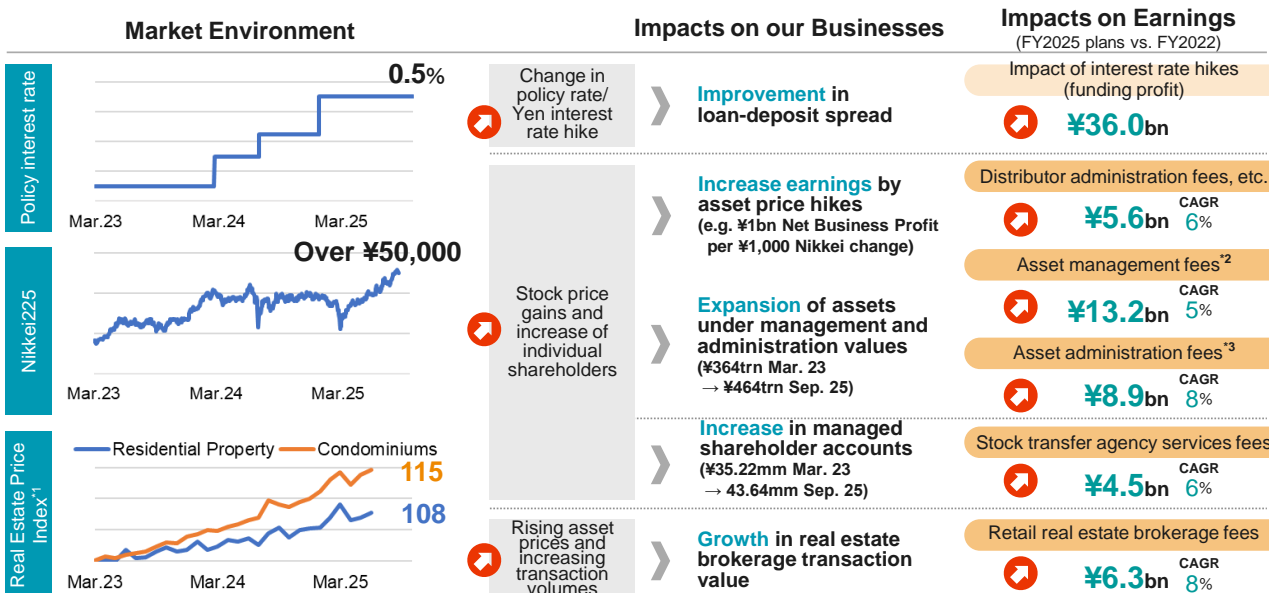 Market Environment
Impacts on our Businesses
Impacts on Earnings
(FY2025 plans vs. FY2022)
Policy interest rate
0.5%
Mar.23
Mar.24
Mar.25
Change in
policy rate/
Yen interest
rate hike
Improvement in
loan-deposit spread
Impact of interest rate hikes
(funding profit)
¥36.0bn
Nikkei225
Over ¥50,000
Mar.23
Mar.24
Mar.25
Stock price
gains and
increase of
individual
shareholders
Increase earnings by
asset price hikes
(e.g. ¥1bn Net Business Profit
per ¥1,000 Nikkei change)
Distributor administration fees, etc.
¥5.6bn
CAGR
6%
Expansion of assets
under management and
administration values
(¥364trn Mar. 23
→ ¥464trn Sep. 25)
Asset management fees*2
¥13.2bn
CAGR
5%
Asset administration fees*3
¥8.9bn
CAGR
8%
Increase in managed
shareholder accounts
(¥35.22mm Mar. 23
→ 43.64mm Sep. 25)
Stock transfer agency services fees
¥4.5bn
CAGR
6%
Real Estate Price
Index*1
Residential Property
Condominiums
115
108
Mar.23
Mar.24
Mar.25
Rising asset
prices and
increasing
transaction
volumes
Growth in real estate
brokerage transaction
value
Retail real estate brokerage fees
¥6.3bn
CAGR
8%